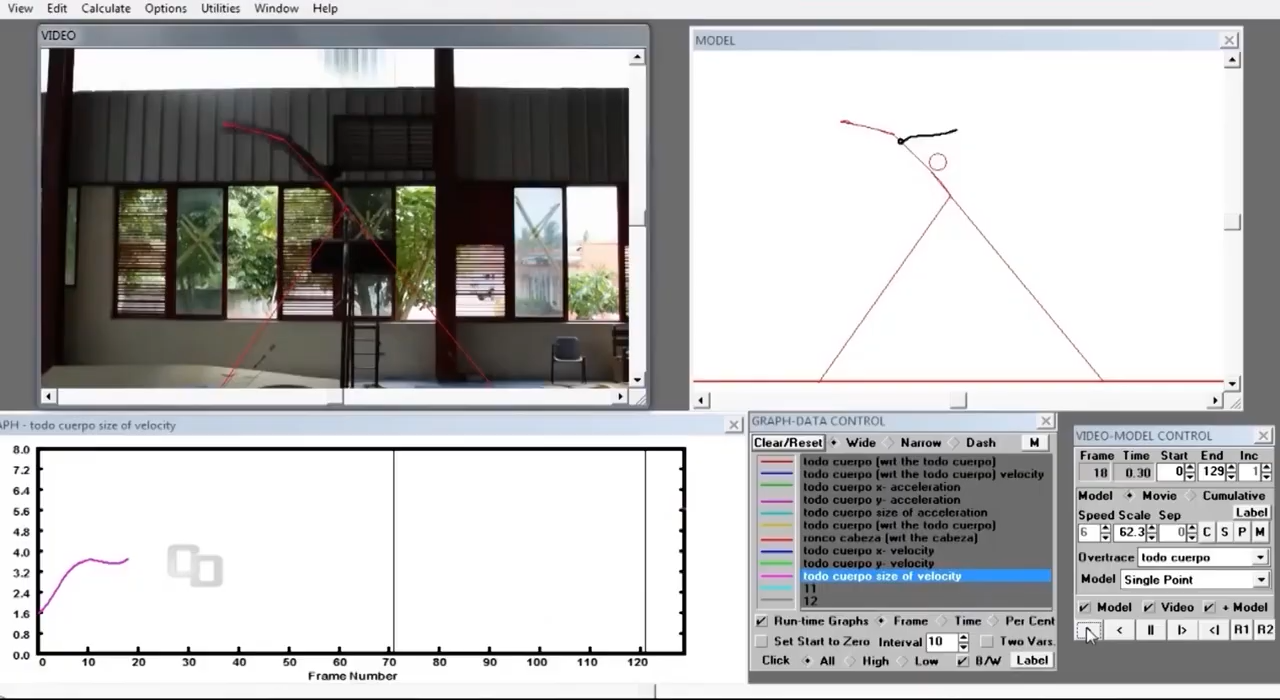 View Edit Calculate Options Utilities Window Help
VIDEO
MODEL
APH - todo cuerpo size of velocity
8.0
7.2
6.4
5.6
4.8
4.0
3.2
2.4
1.6
0.8
0.0
0 10 20 30 40 50 60 70 80 90 100 110 120
Frame Number
GRAPH-DATA CONTROL
Clear/Reset Wide Narrow Dash M
todo cuerpo (wrt the todo cuerpo)
todo cuerpo (wrt the todo cuerpo) velocity
todo cuerpo x- acceleration
todo cuerpo y- acceleration
todo cuerpo size of acceleration
todo cuerpo (wrt the todo cuerpo)
ronco cabeza (wrt the cabeza)
todo cuerpo x- velocity
todo cuerpo y- velocity
todo cuerpo size of velocity
11
12
Run-time Graphs Frame Time Per Cent
Set Start to Zero Interval 10 Two Vars.
Click All High Low B/W Label
VIDEO-MODEL CONTROL
Frame Time Start End Inc
18 0.30 0 129 1
Model Movie Cumulative
Label
Speed Scale Sep
6 62.3 0 C S P M
Overtrace todo cuerpo
Model Single Point
Model Video + Model
< II I> <I R1 R2